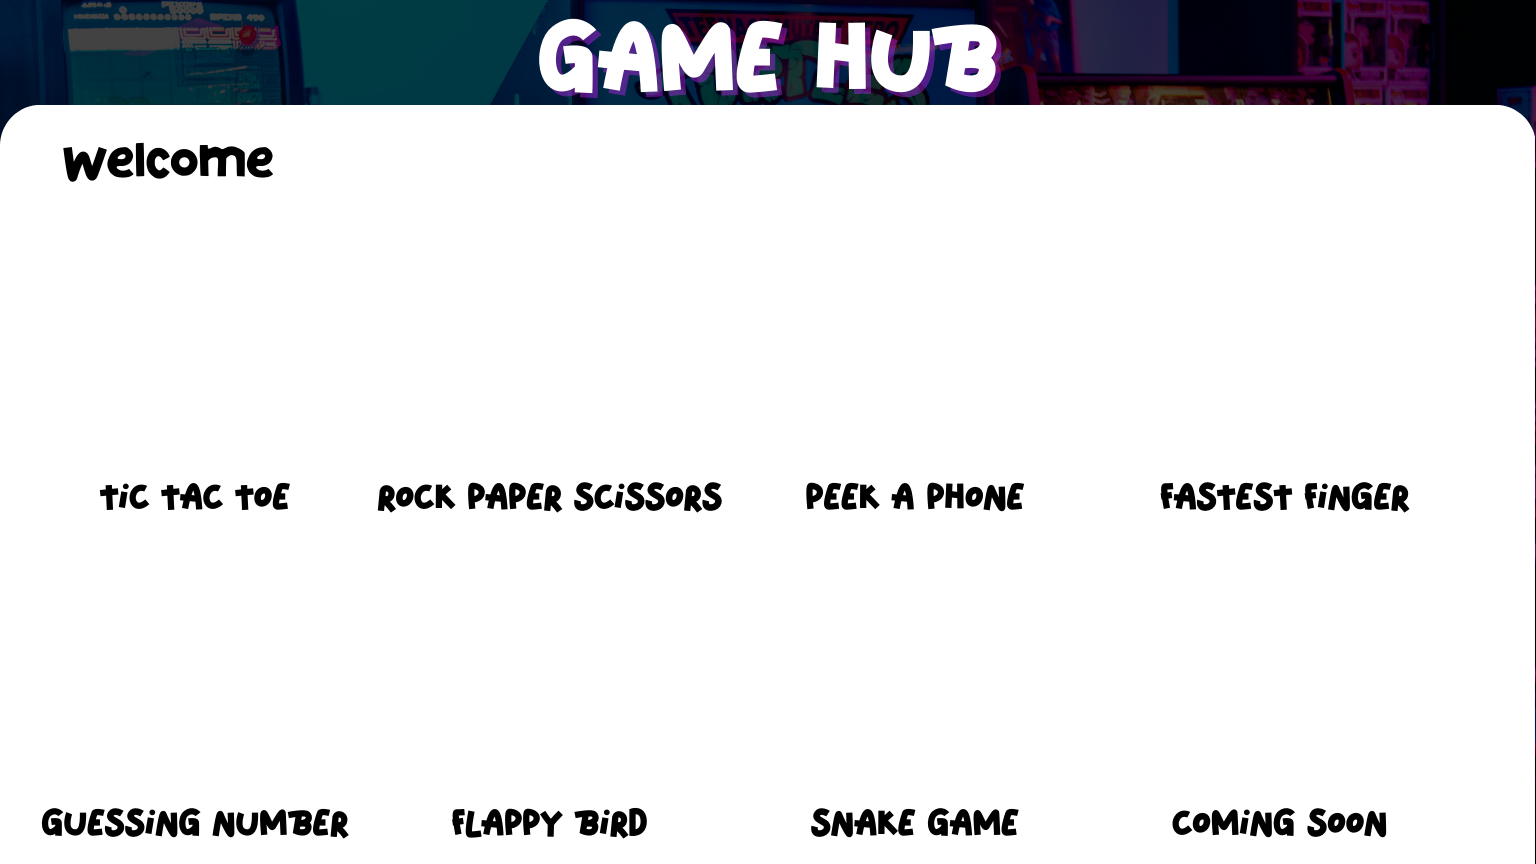 GAME HUB
welcome
TiC TAC TOE
ROCK PAPER SCiSSORS
PEEK A PHONE
FASTEST FiNGER
GUESSiNG NUMBER
FLAPPY BiRD
SNAKE GAME
COMiNG SOON